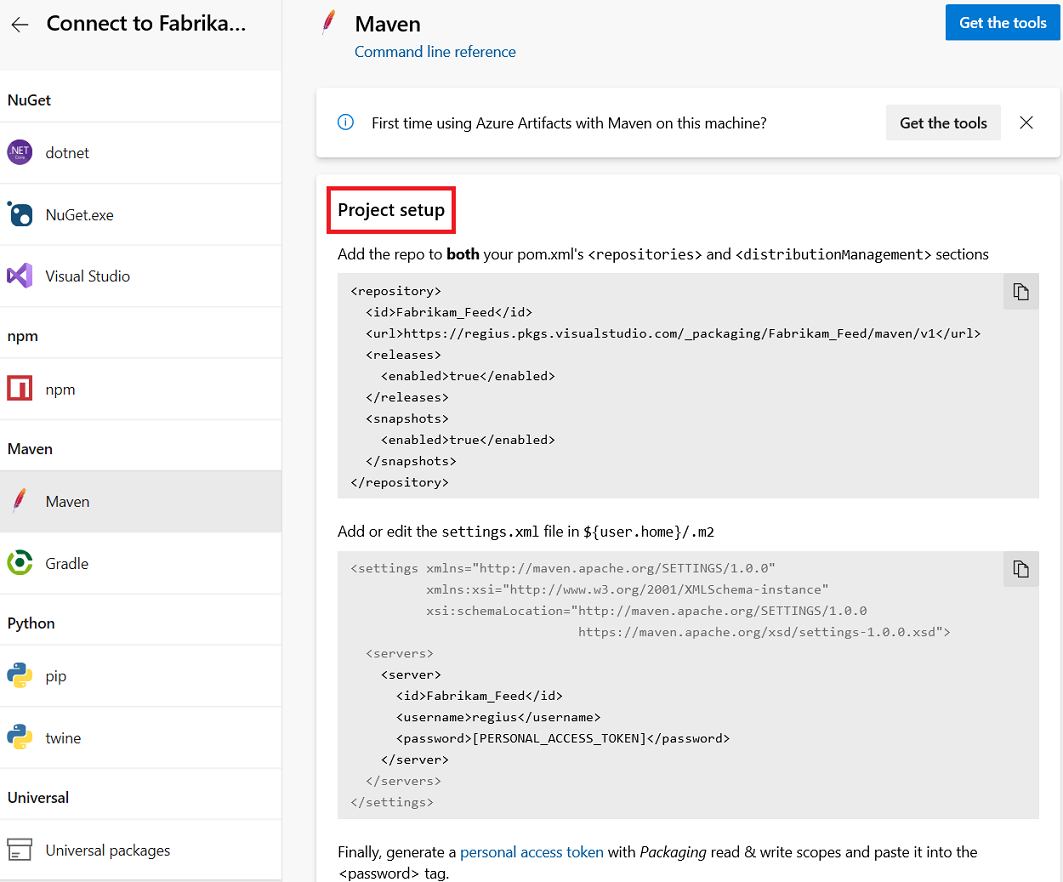 Connect to Fabrika...
NuGet
.NET
Core
dotnet
NuGet.exe
Visual Studio
npm
npm
Maven
Maven
Gradle
Python
pip
twine
Universal
Universal packages
Maven
Command line reference
Get the tools
First time using Azure Artifacts with Maven on this machine?
Get the tools
Project setup
Add the repo to both your pom.xml's <repositories> and <distributionManagement> sections
<repository>
  <id>Fabrikam_Feed</id>
  <url>https://regius.pkgs.visualstudio.com/_packaging/Fabrikam_Feed/maven/v1</url>
  <releases>
    <enabled>true</enabled>
  </releases>
  <snapshots>
    <enabled>true</enabled>
  </snapshots>
</repository>
Add or edit the settings.xml file in ${user.home}/.m2
<settings xmlns="http://maven.apache.org/SETTINGS/1.0.0"
          xmlns:xsi="http://www.w3.org/2001/XMLSchema-instance"
          xsi:schemaLocation="http://maven.apache.org/SETTINGS/1.0.0
                              https://maven.apache.org/xsd/settings-1.0.0.xsd">
  <servers>
    <server>
      <id>Fabrikam_Feed</id>
      <username>regius</username>
      <password>[PERSONAL_ACCESS_TOKEN]</password>
    </server>
  </servers>
</settings>
Finally, generate a personal access token with Packaging read & write scopes and paste it into the
<password> tag.